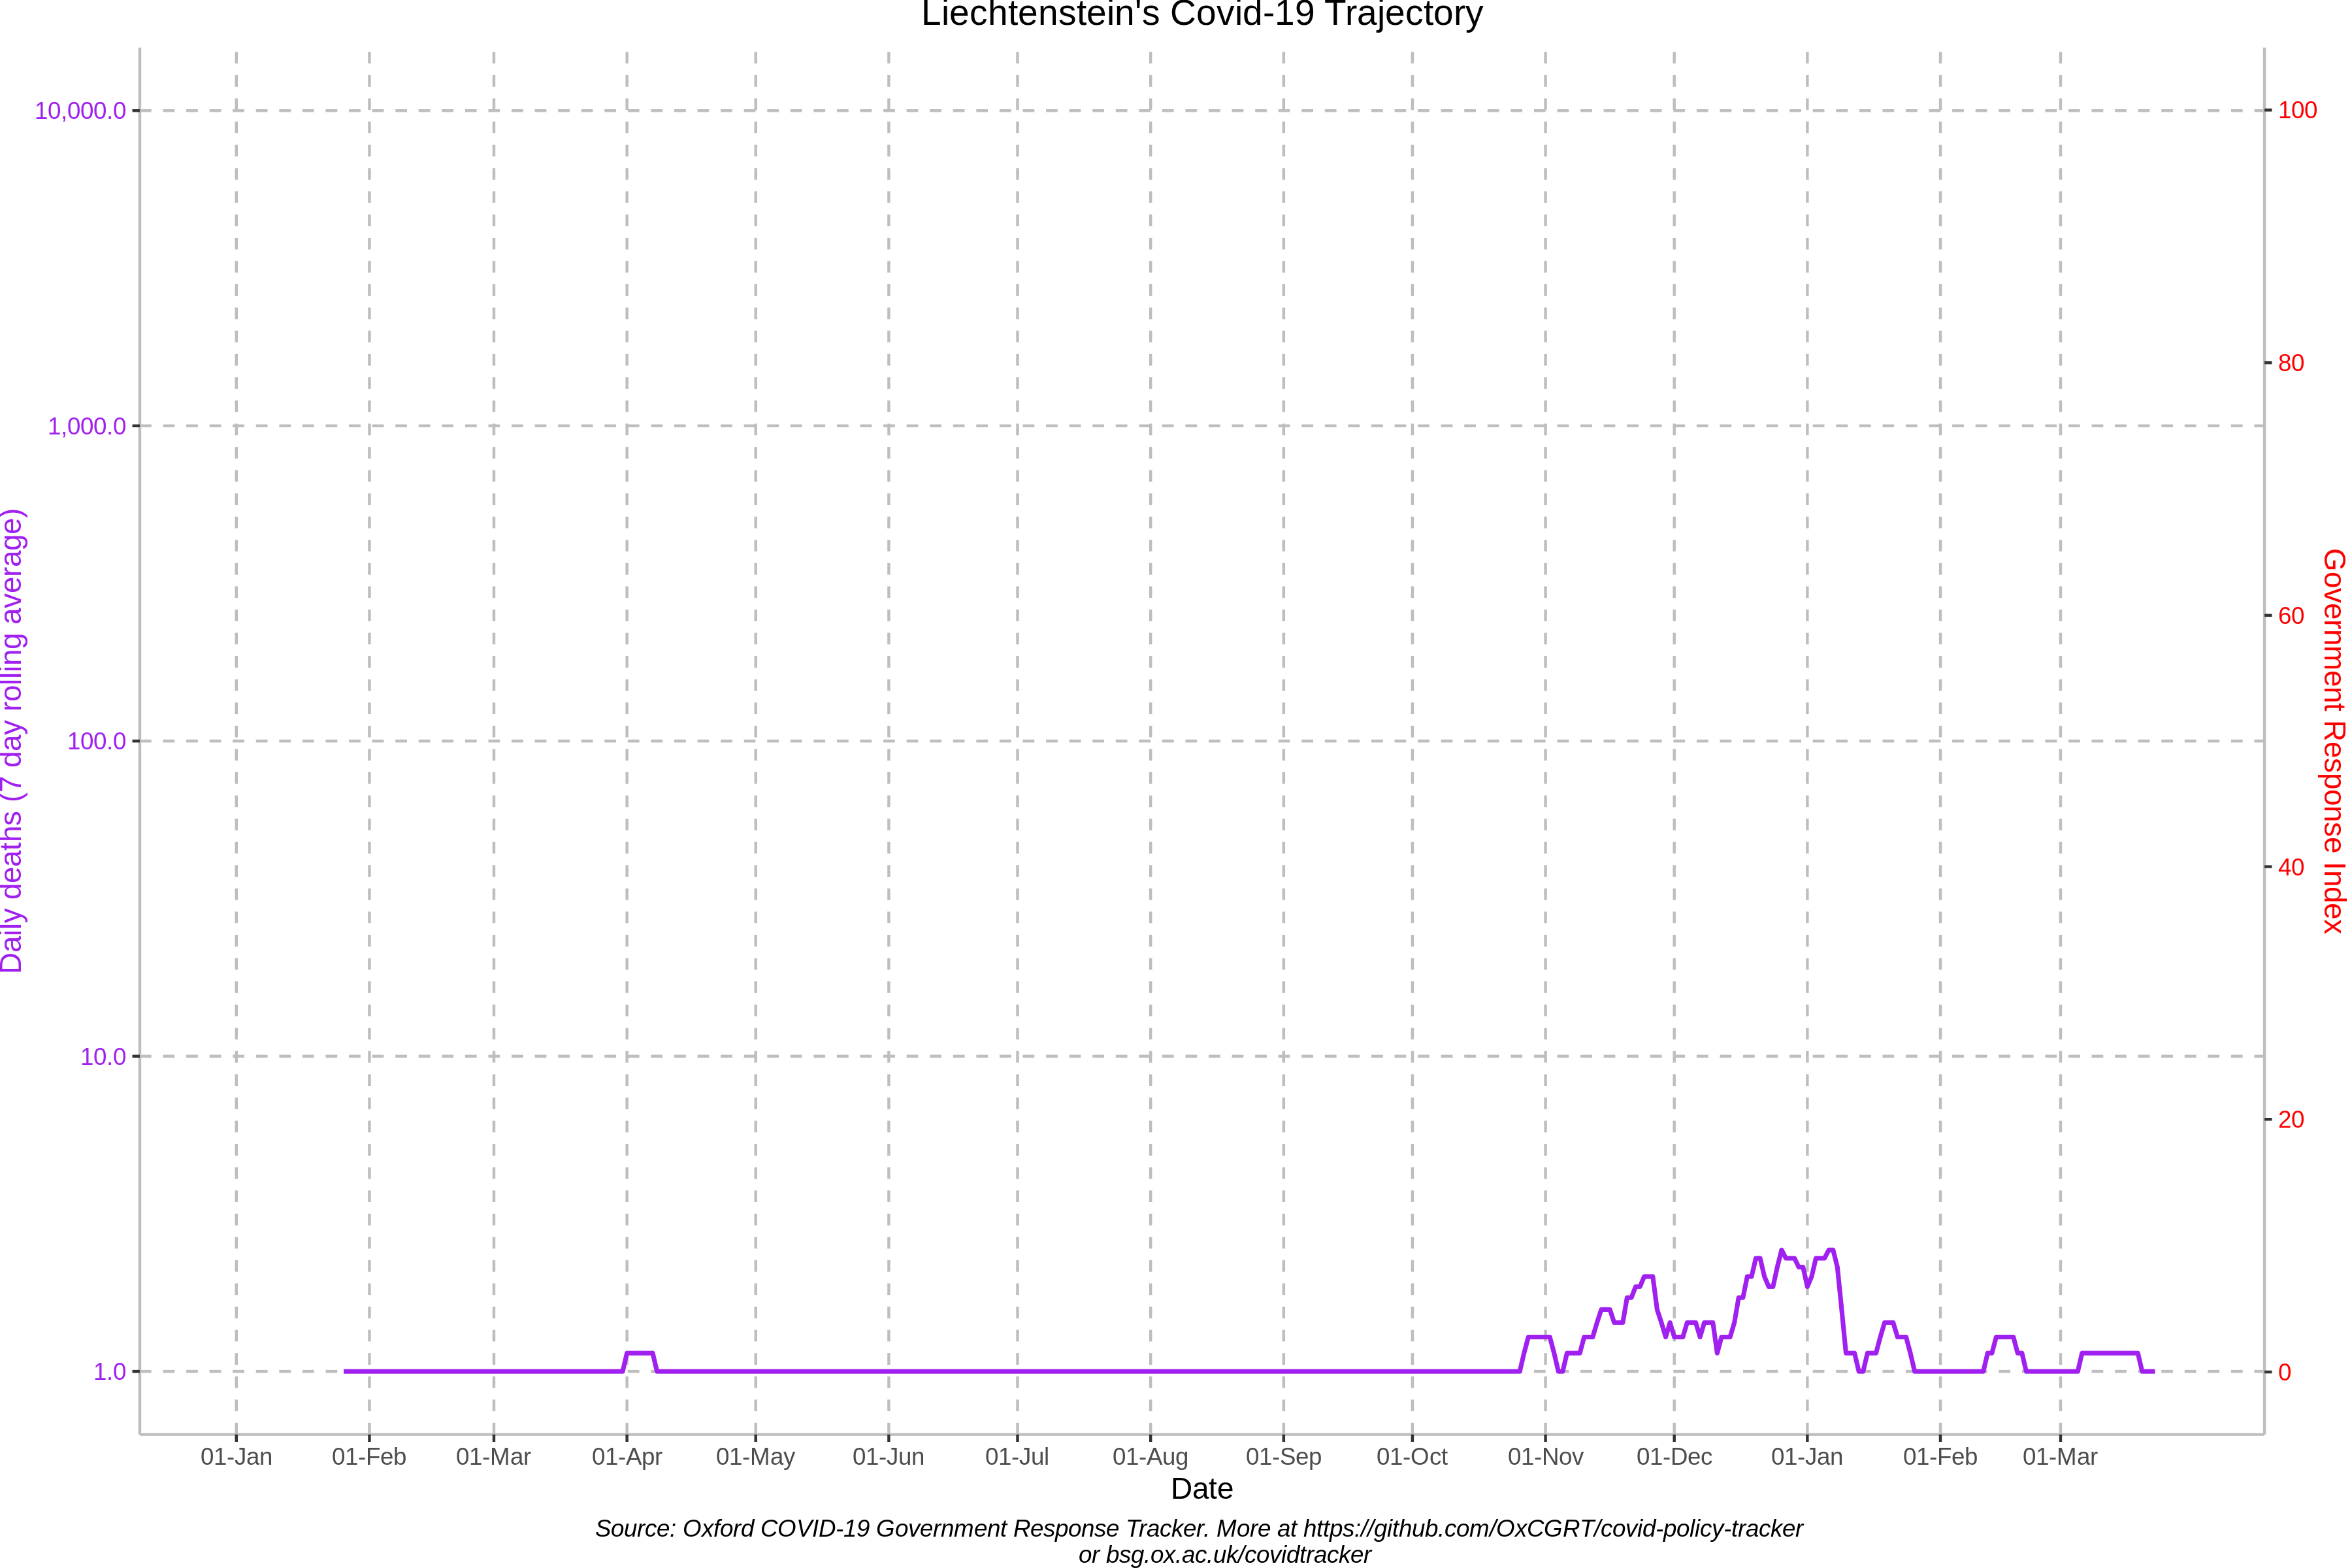 Liechtenstein's Covid-19 Trajectory
10,000.0
1,000.0
100.0
10.0
1.0
Daily deaths (7 day rolling average)
100
80
60
40
20
0
Government Response Index
01-Jan 01-Feb 01-Mar 01-Apr 01-May 01-Jun 01-Jul 01-Aug 01-Sep 01-Oct 01-Nov 01-Dec 01-Jan 01-Feb 01-Mar
Date
Source: Oxford COVID-19 Government Response Tracker. More at https://github.com/OxCGRT/covid-policy-tracker
or bsg.ox.ac.uk/covidtracker